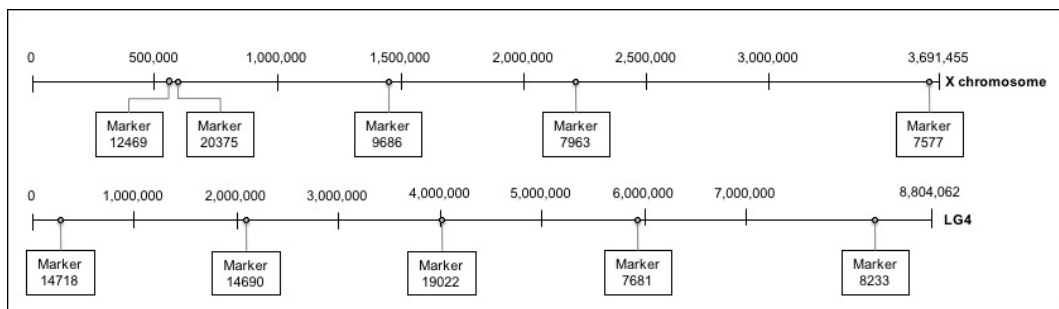 0 500,000 1,000,000 1,500,000 2,000,000 2,500,000 3,000,000 3,691,455
X chromosome
Marker Marker Marker Marker Marker
12469 20375 9686 7963 7577
0 1,000,000 2,000,000 3,000,000 4,000,000 5,000,000 6,000,000 7,000,000 8,804,062
LG4
Marker Marker Marker Marker Marker
14718 14690 19022 7681 8233